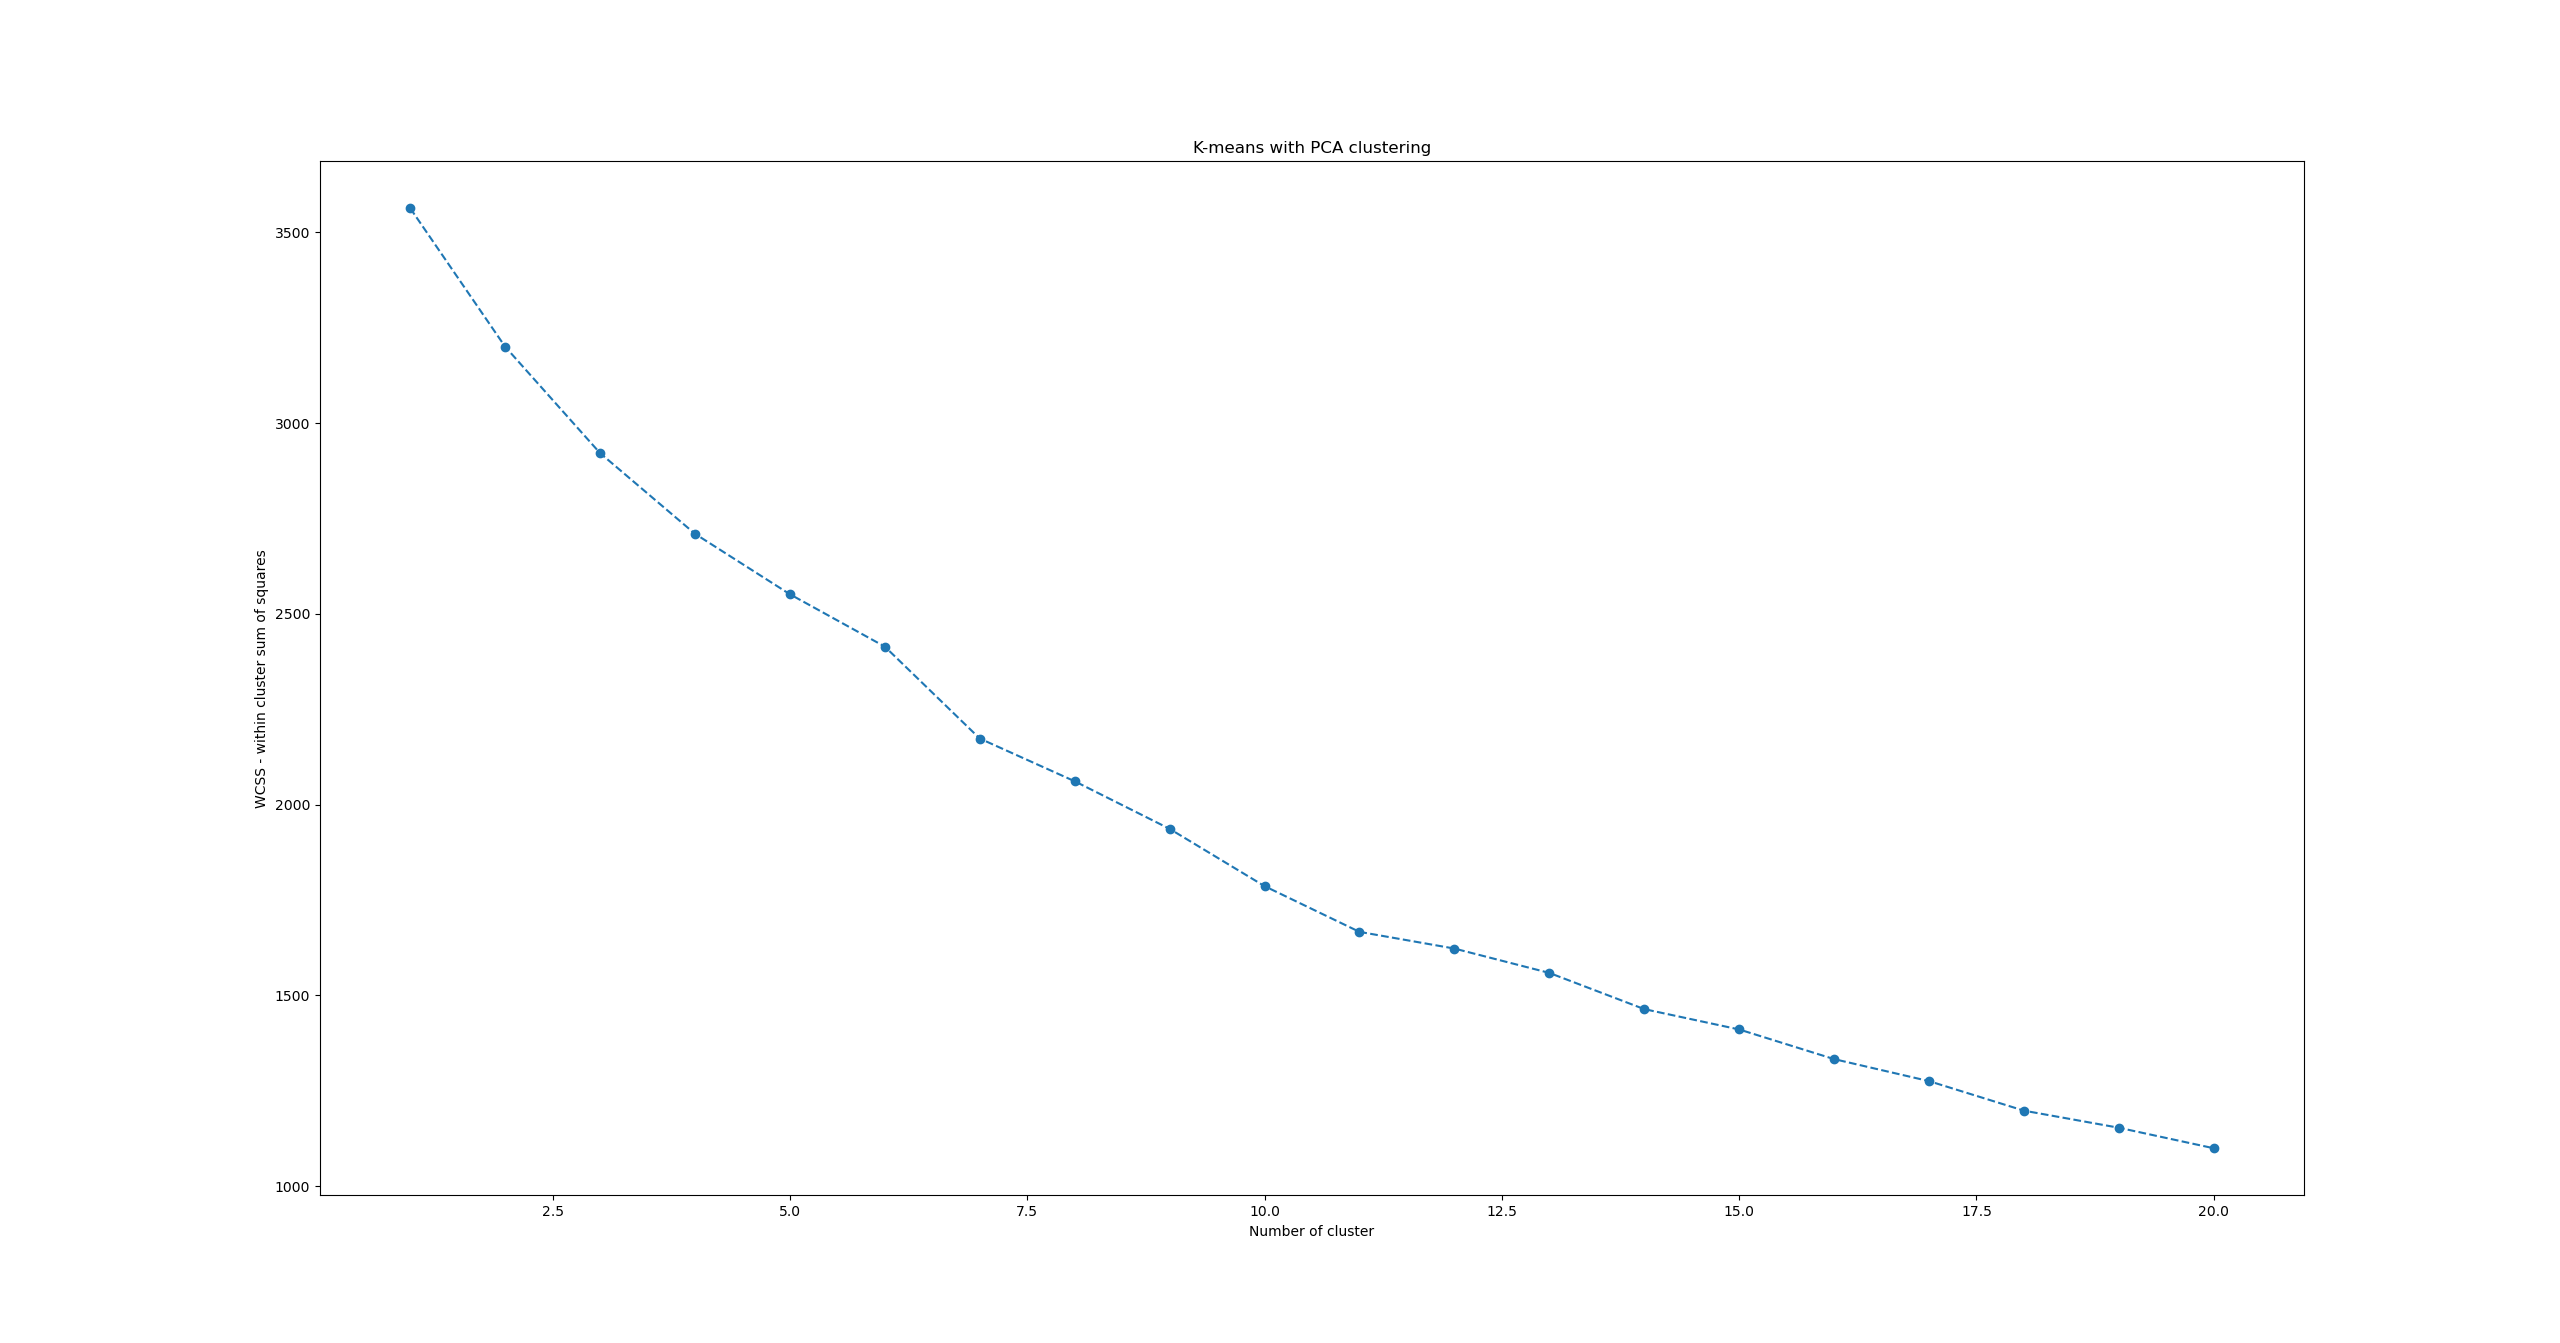 K-means with PCA clustering
3500
3000
2500
2000
1500
1000
WCSS - within cluster sum of squares
2.5 5.0 7.5 10.0 12.5 15.0 17.5 20.0
Number of cluster